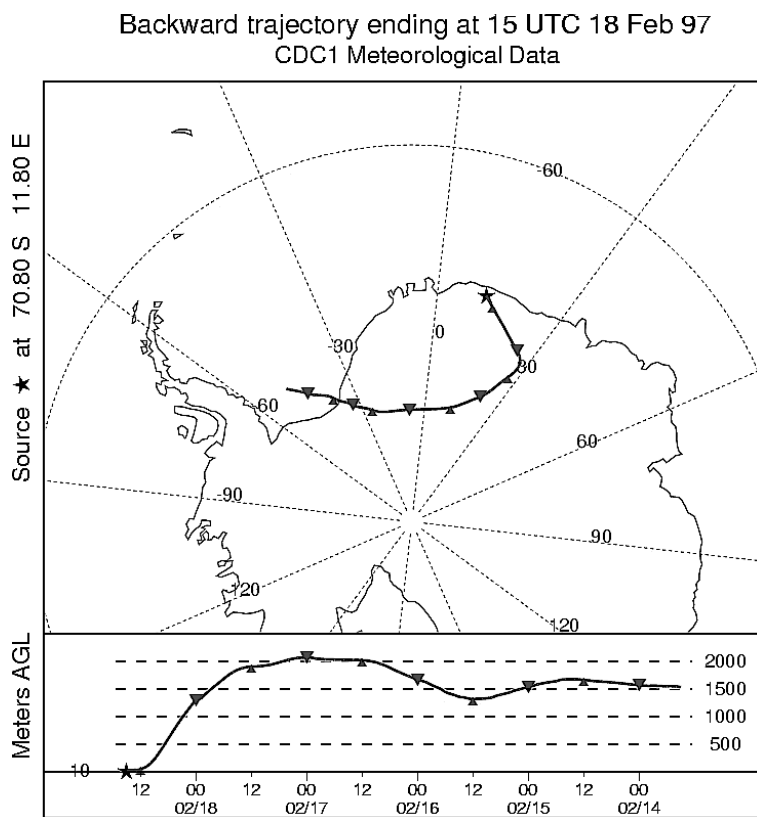 Backward trajectory ending at 15 UTC 18 Feb 97
CDC1 Meteorological Data
Source ★ at 70.80 S 11.80 E
-60
0
-30
30
-60
60
-90
90
-120
120
Meters AGL
2000
1500
1000
500
10
12 00 12 00 12 00 12 00 12 00
02/18 02/17 02/16 02/15 02/14